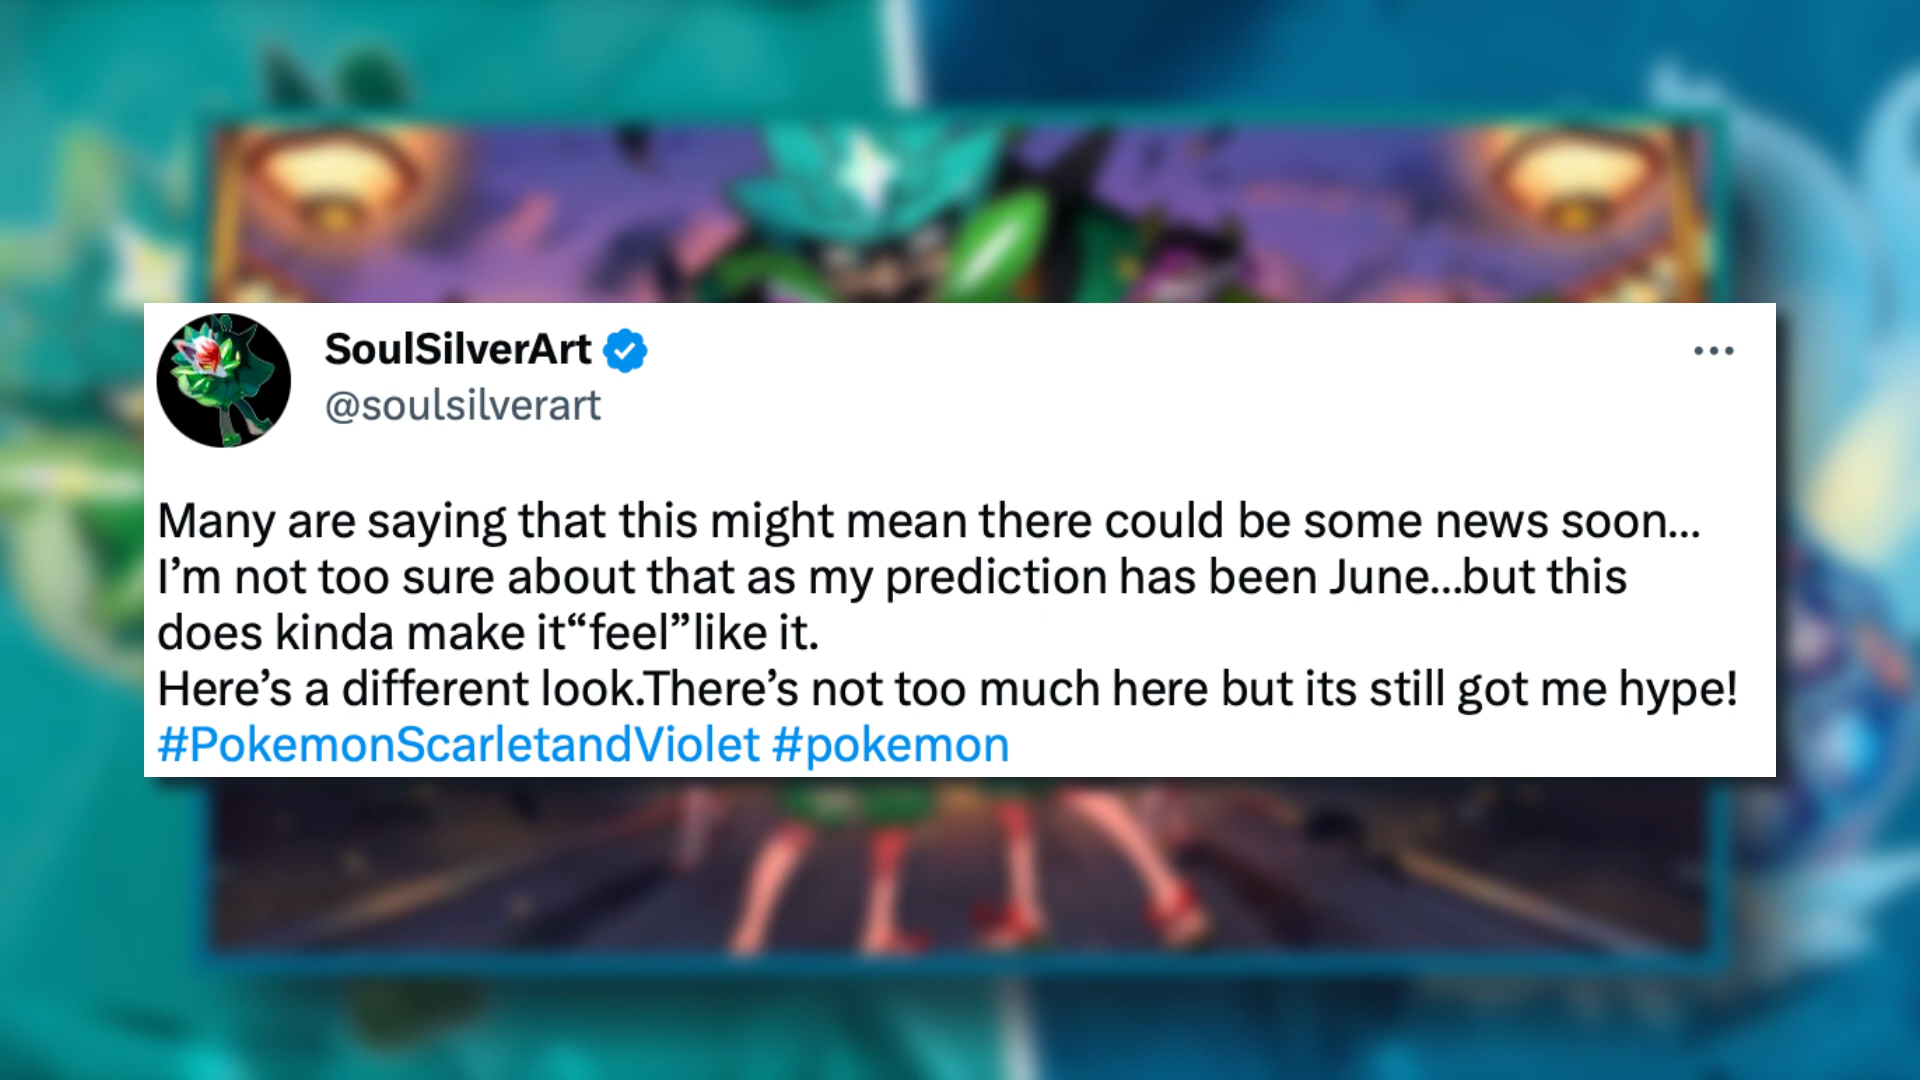 SoulSilverArt
@soulsilverart
Many are saying that this might mean there could be some news soon...
I’m not too sure about that as my prediction has been June...but this
does kinda make it“feel”like it.
Here’s a different look.There’s not too much here but its still got me hype!
#PokemonScarletandViolet #pokemon